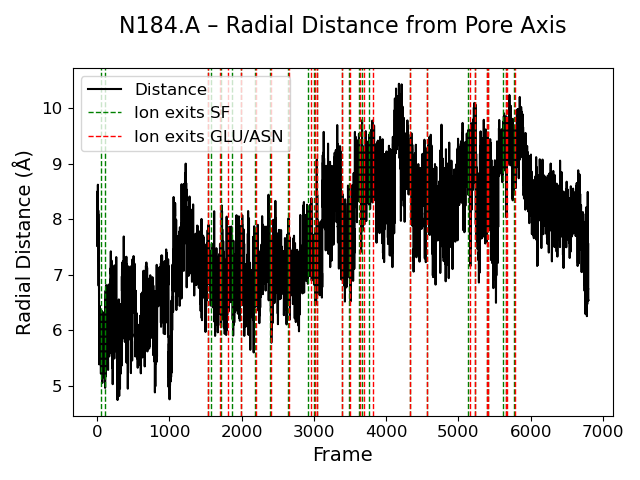 N184.A – Radial Distance from Pore Axis
Distance
Ion exits SF
Ion exits GLU/ASN
Radial Distance (Å)
10
9
8
7
6
5
0 1000 2000 3000 4000 5000 6000 7000
Frame